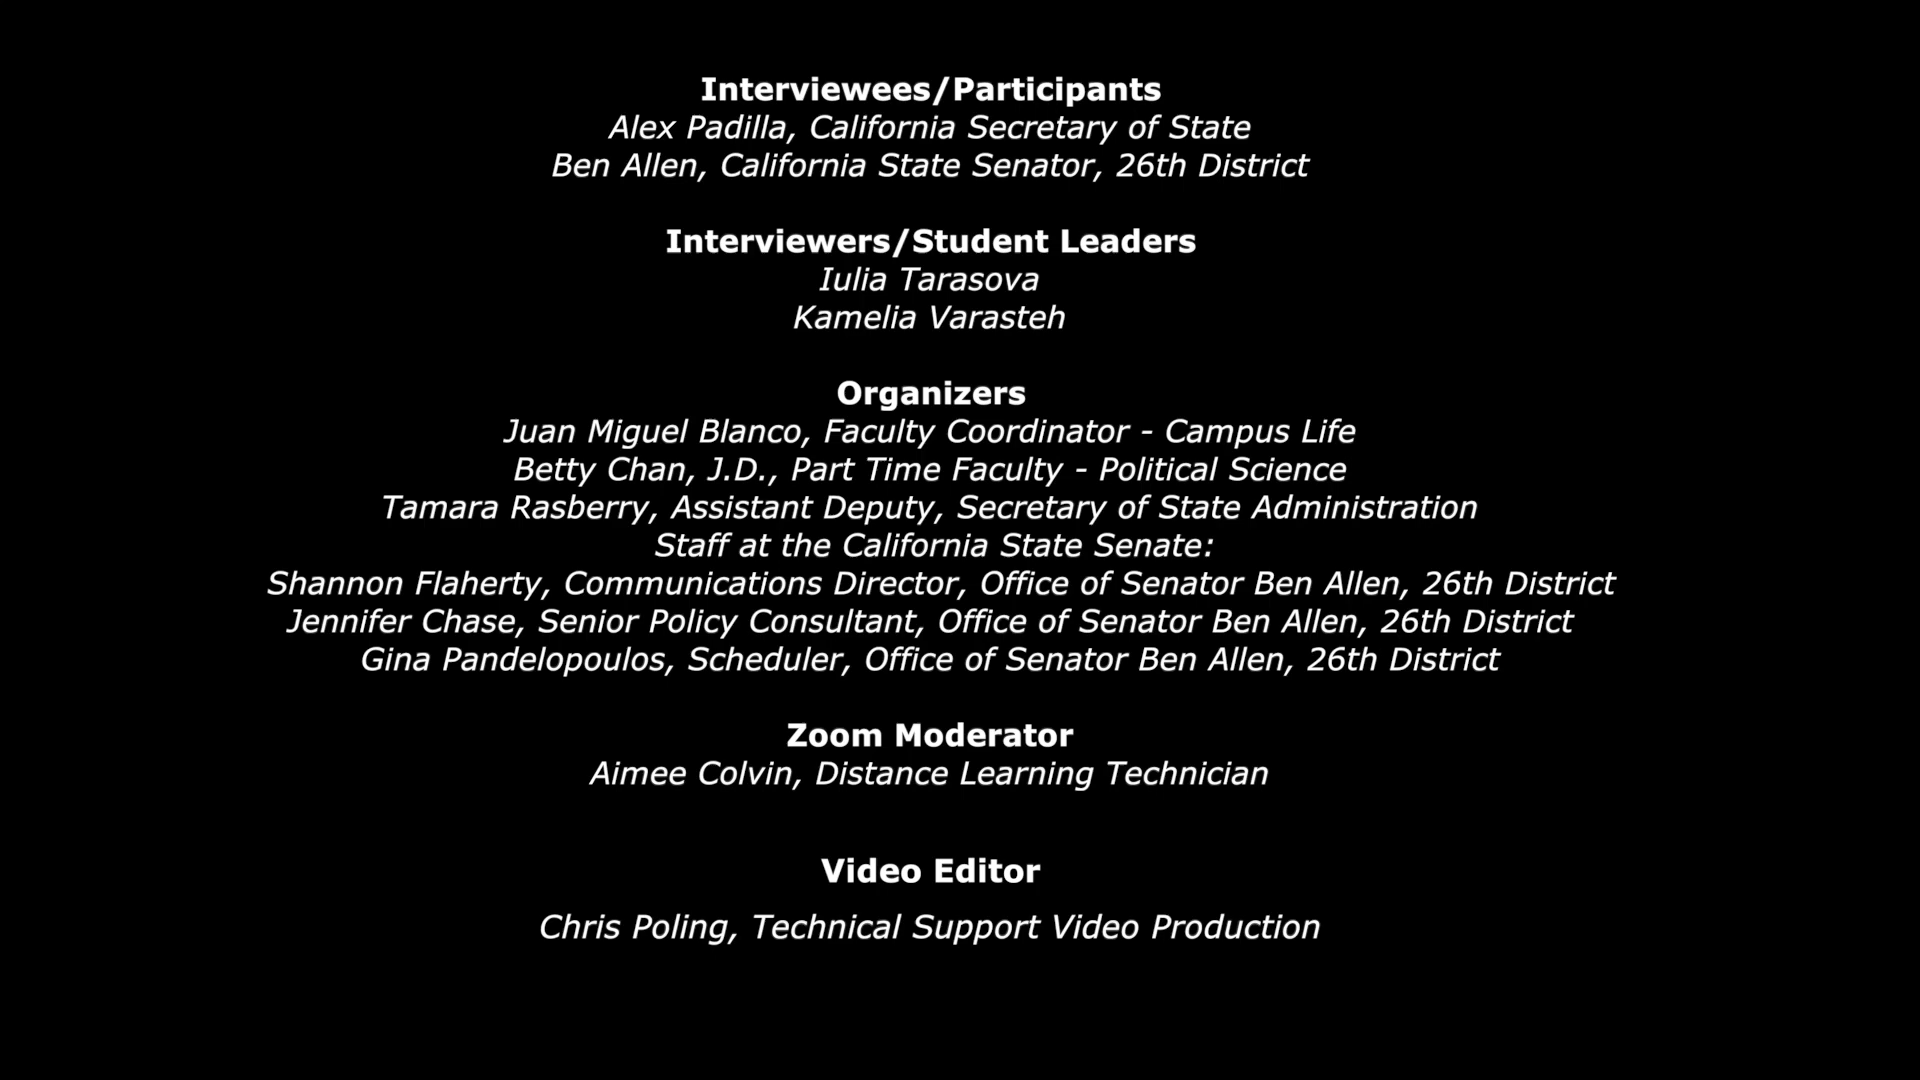 Interviewees/Participants
Alex Padilla, California Secretary of State
Ben Allen, California State Senator, 26th District
Interviewers/Student Leaders
Iulia Tarasova
Kamelia Varasteh
Organizers
Juan Miguel Blanco, Faculty Coordinator - Campus Life
Betty Chan, J.D., Part Time Faculty - Political Science
Tamara Rasberry, Assistant Deputy, Secretary of State Administration
Staff at the California State Senate:
Shannon Flaherty, Communications Director, Office of Senator Ben Allen, 26th District
Jennifer Chase, Senior Policy Consultant, Office of Senator Ben Allen, 26th District
Gina Pandelopoulos, Scheduler, Office of Senator Ben Allen, 26th District
Zoom Moderator
Aimee Colvin, Distance Learning Technician
Video Editor
Chris Poling, Technical Support Video Production